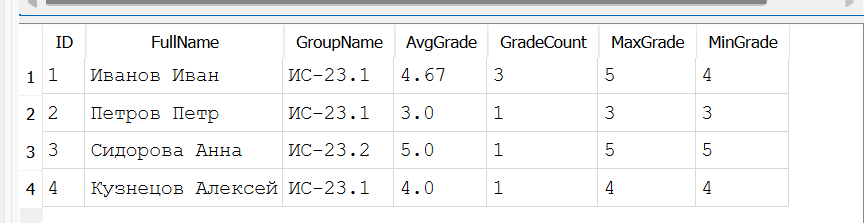 ID FullName GroupName AvgGrade GradeCount MaxGrade MinGrade
1 1 Иванов Иван ИС-23.1 4.67 3 5 4
2 2 Петров Петр ИС-23.1 3.0 1 3 3
3 3 Сидорова Анна ИС-23.2 5.0 1 5 5
4 4 Кузнецов Алексей ИС-23.1 4.0 1 4 4